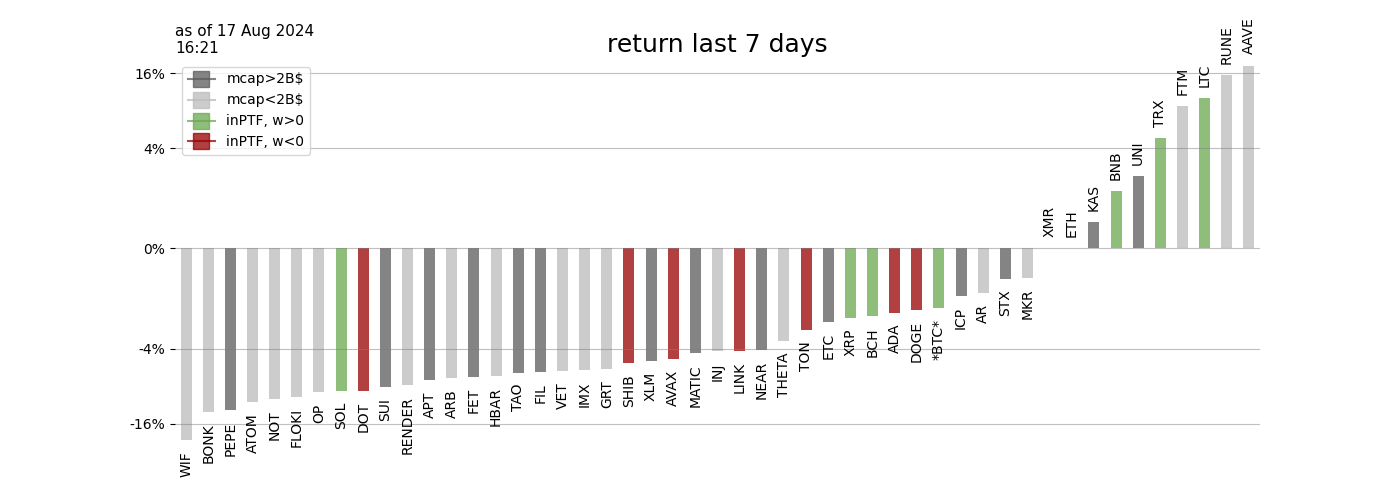 as of 17 Aug 2024
16:21
return last 7 days
mcap>2B$
mcap<2B$
inPTF, w>0
inPTF, w<0
16%
4%
0%
-4%
-16%
WIF
BONK
PEPE
ATOM
NOT
FLOKI
OP
SOL
DOT
SUI
RENDER
APT
ARB
FET
HBAR
TAO
FIL
VET
IMX
GRT
SHIB
XLM
AVAX
MATIC
INJ
LINK
NEAR
THETA
TON
ETC
XRP
BCH
ADA
DOGE
*BTC*
ICP
AR
STX
MKR
XMR
ETH
KAS
BNB
UNI
TRX
FTM
LTC
RUNE
AAVE